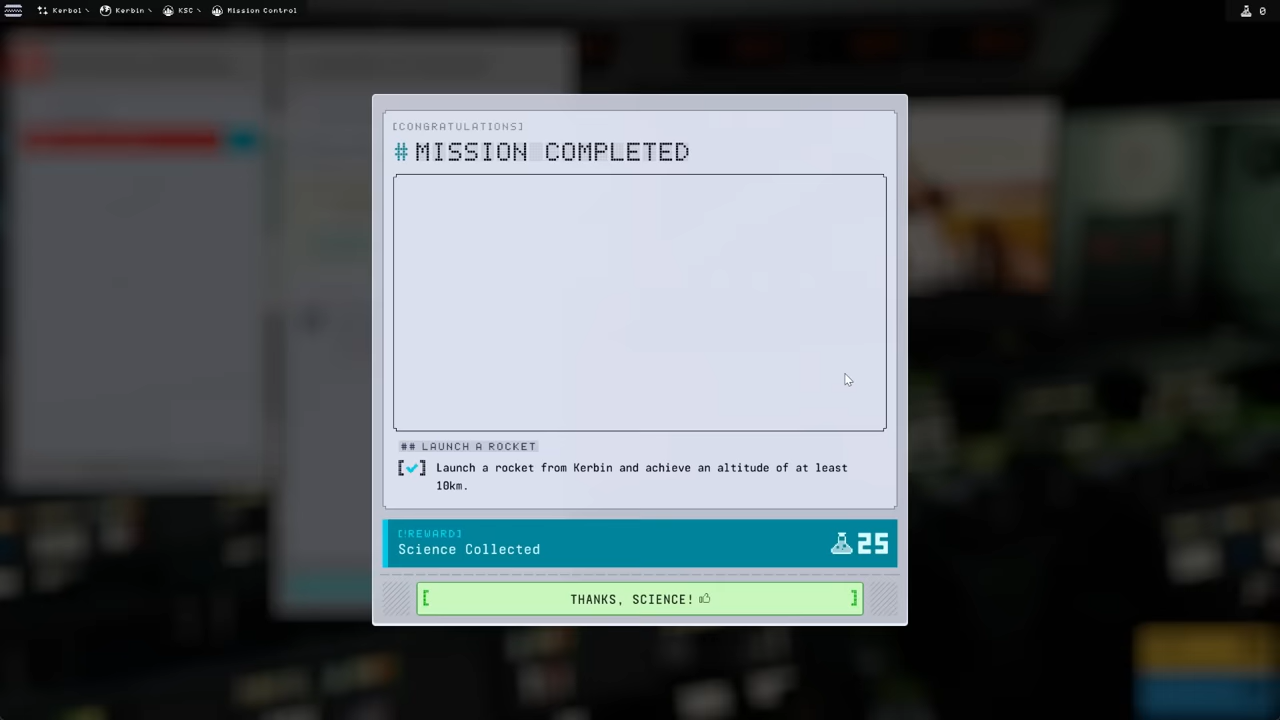 Kerbol Kerbin KSC Mission Control 0
[CONGRATULATIONS]
# MISSION COMPLETED
## LAUNCH A ROCKET
[✓] Launch a rocket from Kerbin and achieve an altitude of at least
10km.
[!REWARD]
Science Collected
25
[ THANKS, SCIENCE! ]